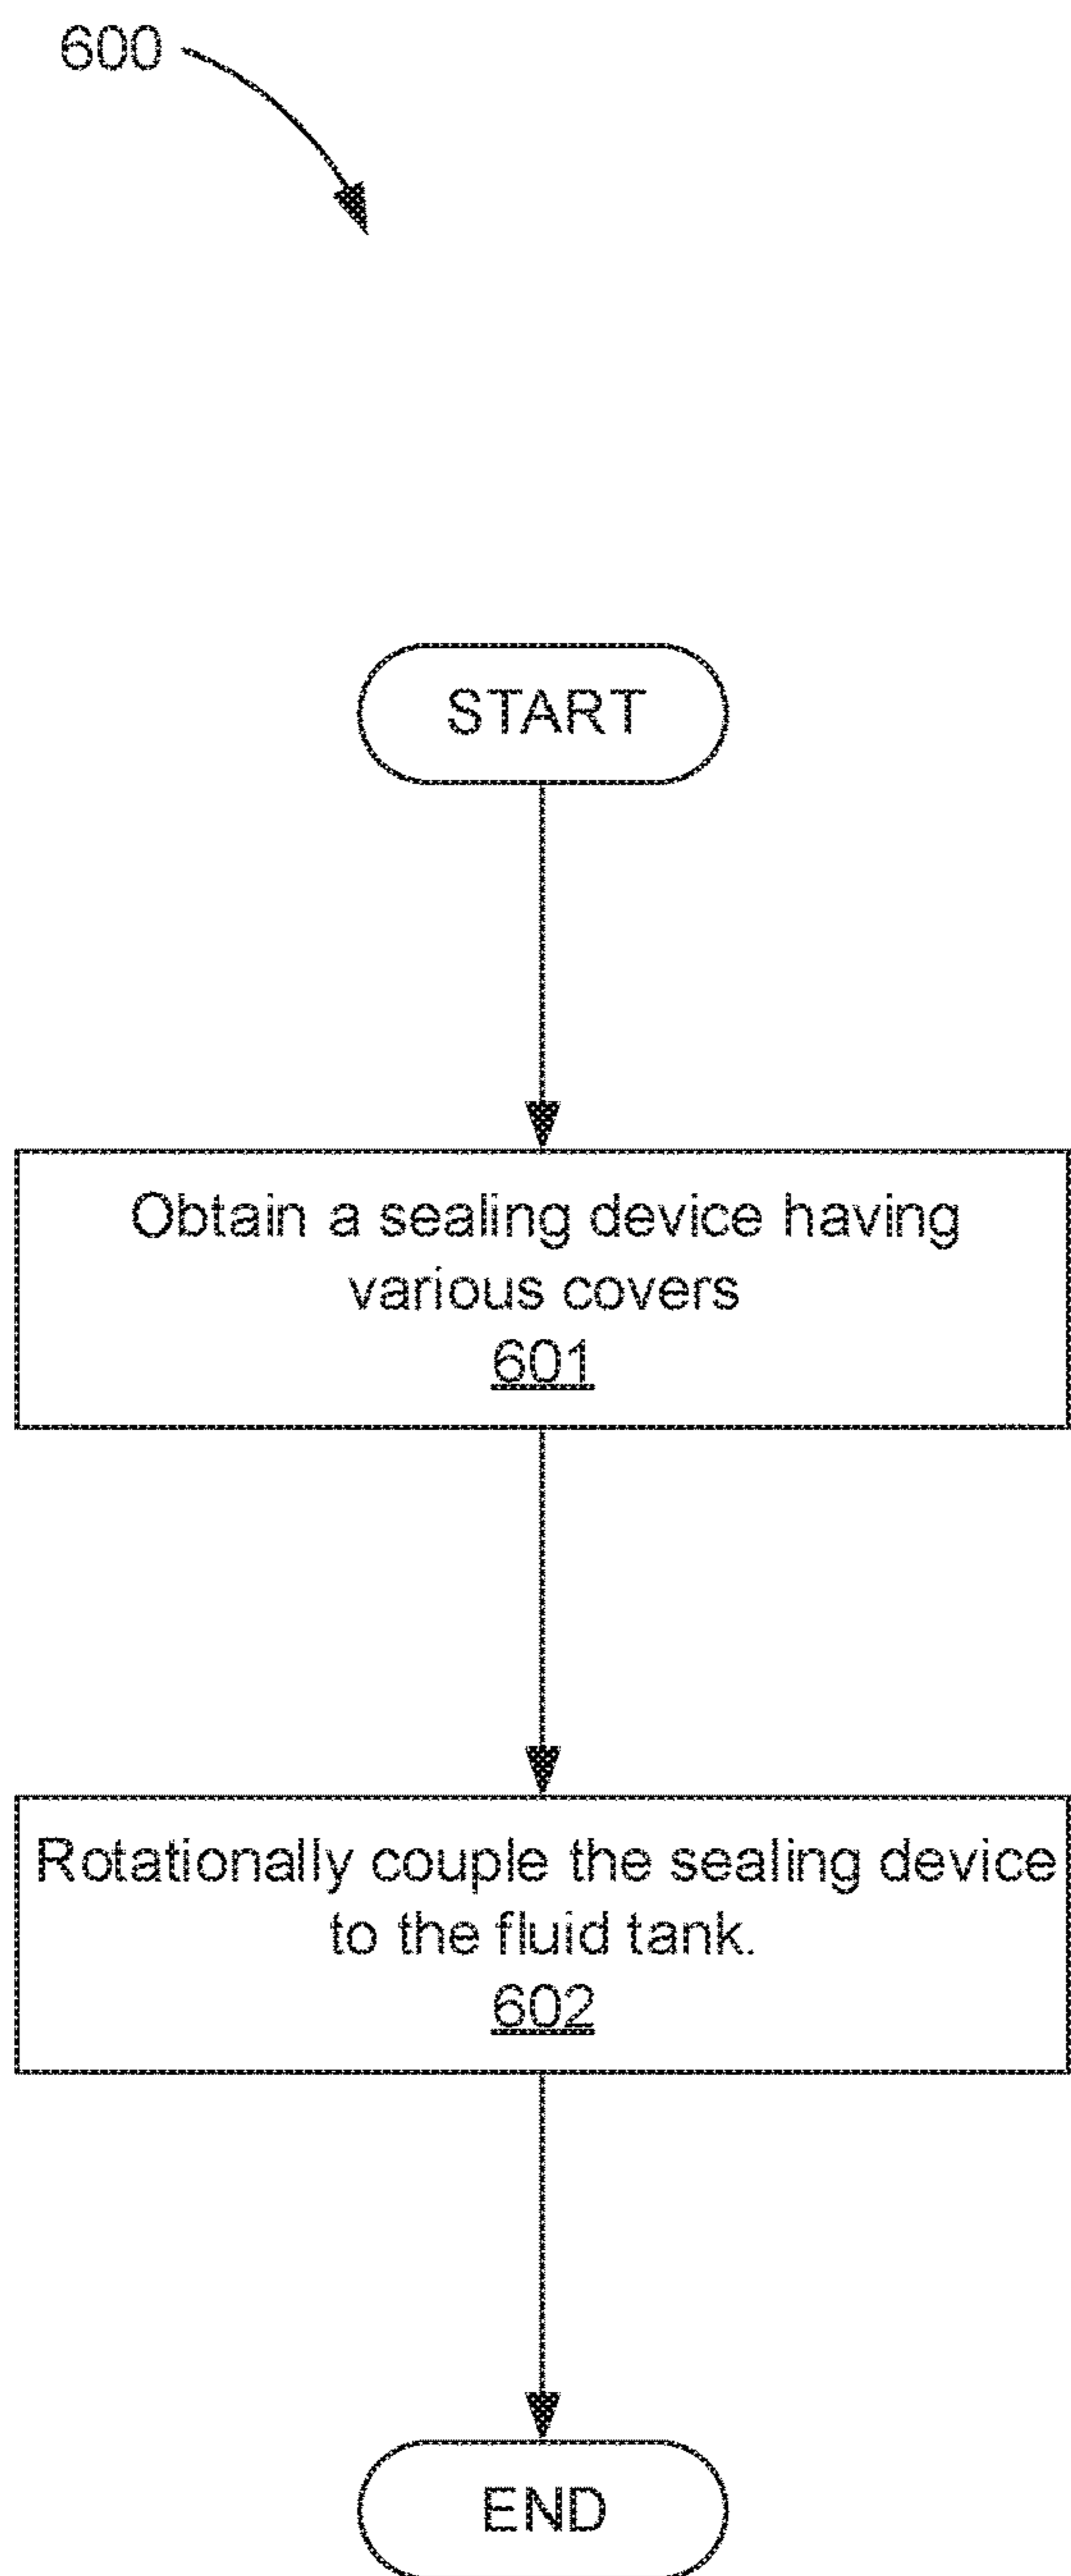 600
START
Obtain a sealing device having
various covers
601
Rotationally couple the sealing device
to the fluid tank.
602
END